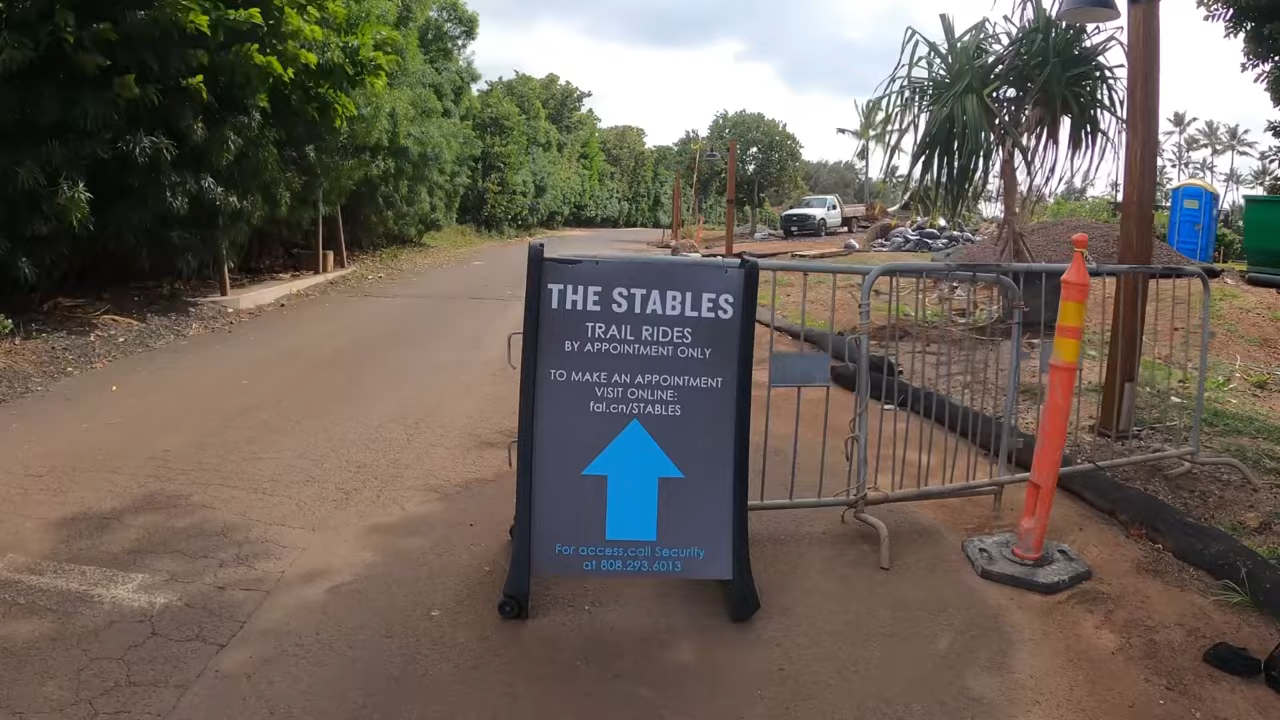 THE STABLES
TRAIL RIDES
BY APPOINTMENT ONLY
TO MAKE AN APPOINTMENT
VISIT ONLINE:
fal.cn/STABLES
For access,call Security
at 808.293.6013